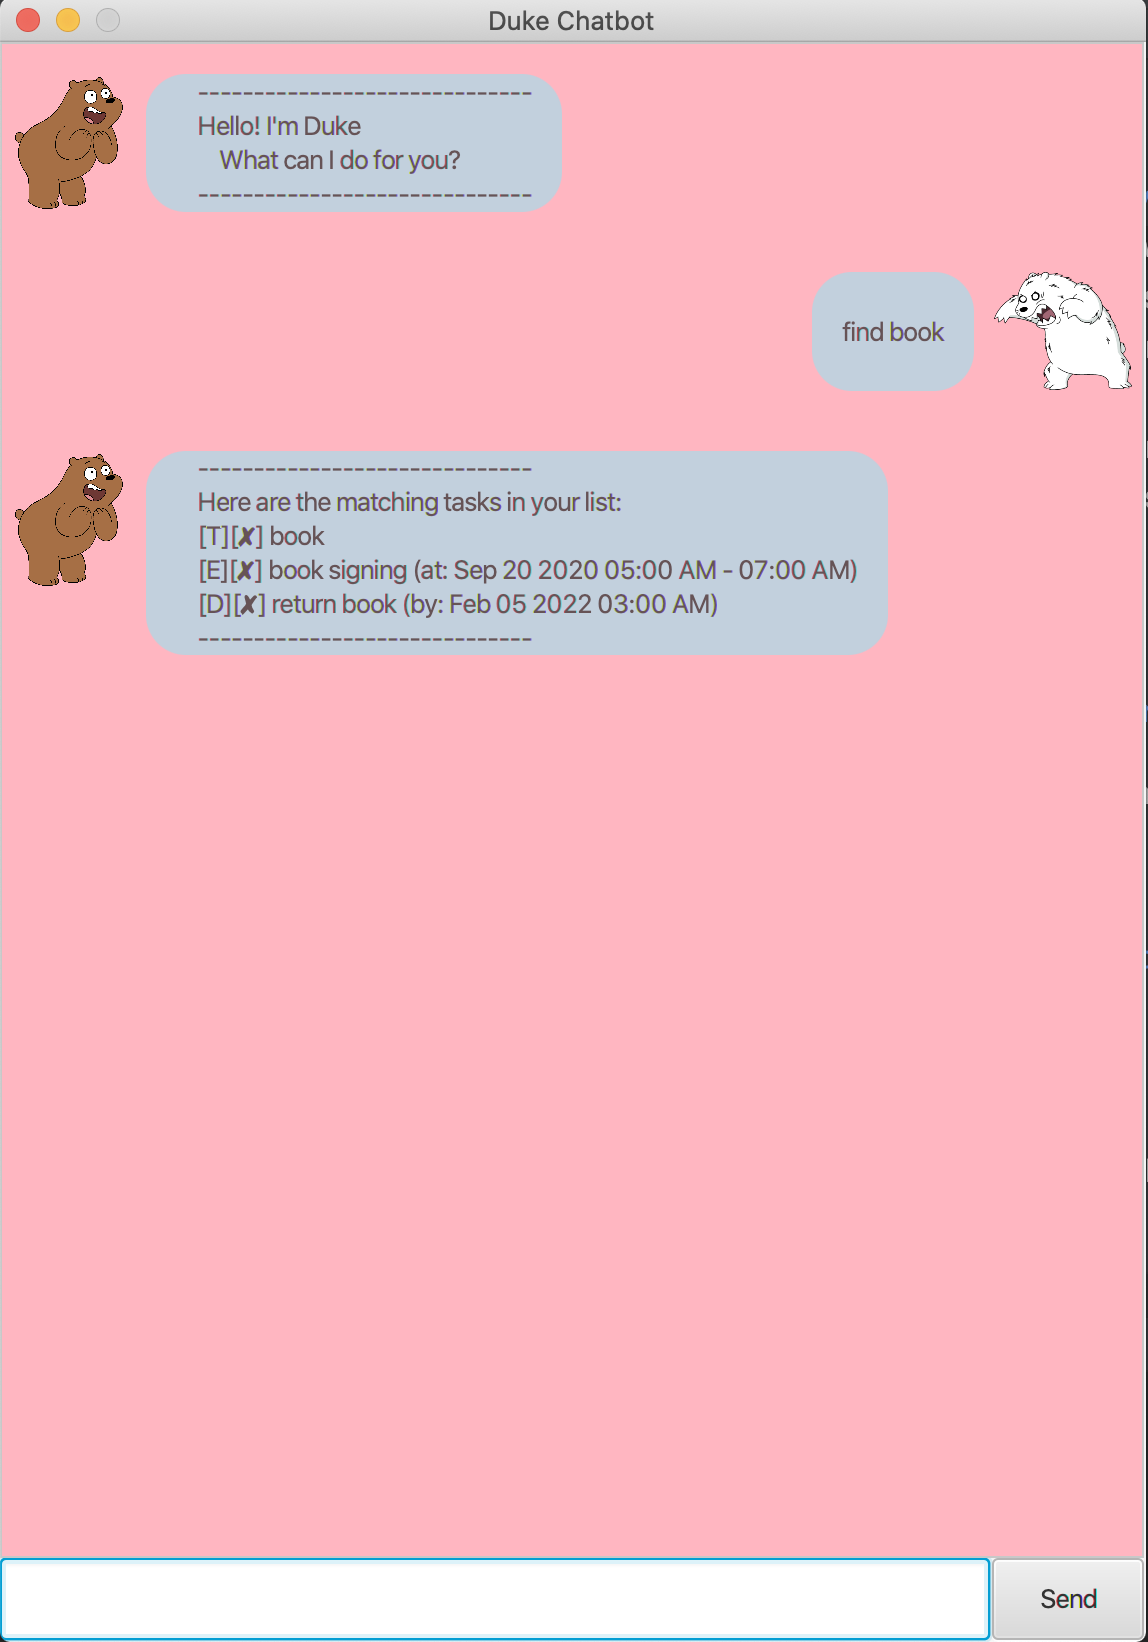 Duke Chatbot
------------------------------
Hello! I'm Duke
What can I do for you?
------------------------------
find book
------------------------------
Here are the matching tasks in your list:
[T][✘] book
[E][✘] book signing (at: Sep 20 2020 05:00 AM - 07:00 AM)
[D][✘] return book (by: Feb 05 2022 03:00 AM)
------------------------------
Send